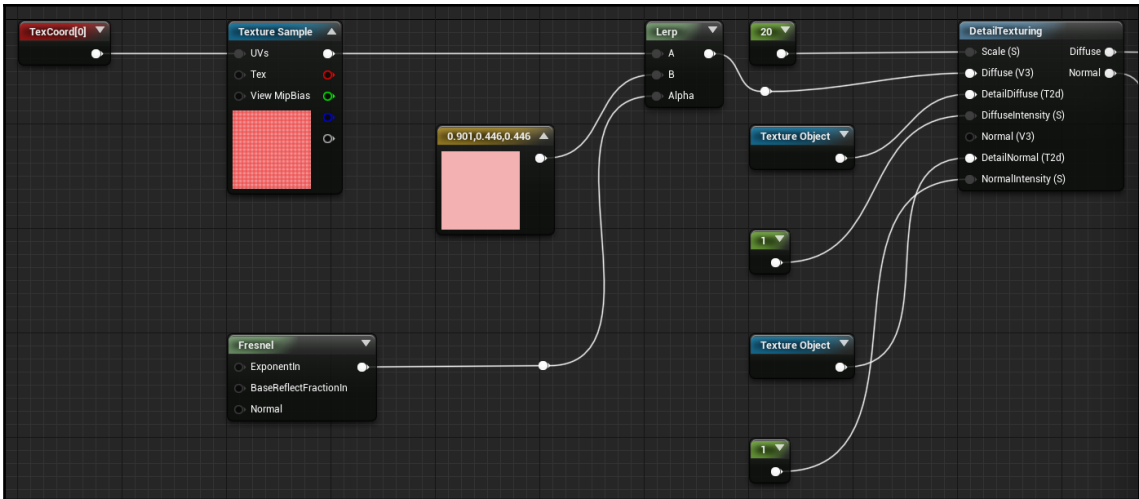 TexCoord[0]
Texture Sample
UVs
Tex
View MipBias
0.901,0.446,0.446
Fresnel
ExponentIn
BaseReflectFractionIn
Normal
Lerp
A
B
Alpha
20
Texture Object
1
Texture Object
1
DetailTexturing
Scale (S) Diffuse
Diffuse (V3) Normal
DetailDiffuse (T2d)
DiffuseIntensity (S)
Normal (V3)
DetailNormal (T2d)
NormalIntensity (S)